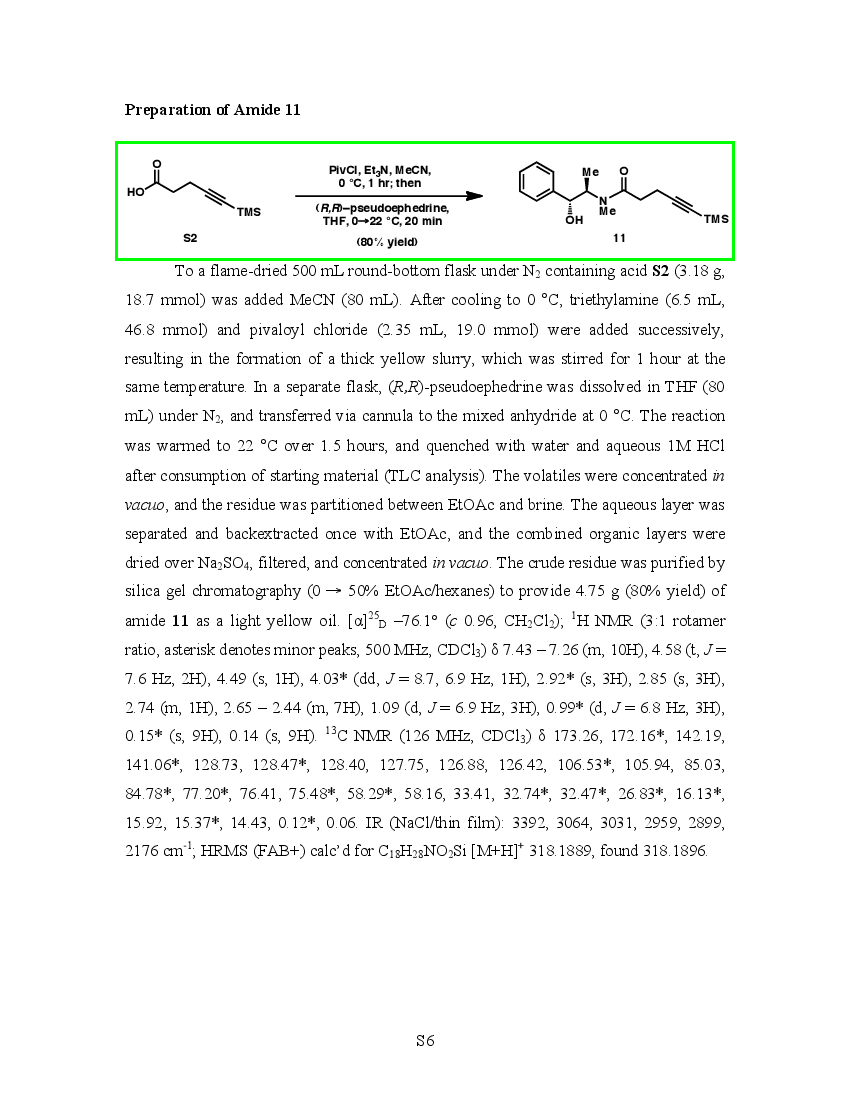 Preparation of Amide 11
O
HO
TMS
S2
PivCl, Et3N, MeCN,
0 °C, 1 hr; then
(R,R)–pseudoephedrine,
THF, 0→22 °C, 20 min
(80% yield)
Me
O
N
Me
OH
TMS
11
To a flame-dried 500 mL round-bottom flask under N2 containing acid S2 (3.18 g,
18.7 mmol) was added MeCN (80 mL). After cooling to 0 °C, triethylamine (6.5 mL,
46.8 mmol) and pivaloyl chloride (2.35 mL, 19.0 mmol) were added successively,
resulting in the formation of a thick yellow slurry, which was stirred for 1 hour at the
same temperature. In a separate flask, (R,R)-pseudoephedrine was dissolved in THF (80
mL) under N2, and transferred via cannula to the mixed anhydride at 0 °C. The reaction
was warmed to 22 °C over 1.5 hours, and quenched with water and aqueous 1M HCl
after consumption of starting material (TLC analysis). The volatiles were concentrated in
vacuo, and the residue was partitioned between EtOAc and brine. The aqueous layer was
separated and backextracted once with EtOAc, and the combined organic layers were
dried over Na2SO4, filtered, and concentrated in vacuo. The crude residue was purified by
silica gel chromatography (0 → 50% EtOAc/hexanes) to provide 4.75 g (80% yield) of
amide 11 as a light yellow oil. [α]25D –76.1° (c 0.96, CH2Cl2); 1H NMR (3:1 rotamer
ratio, asterisk denotes minor peaks, 500 MHz, CDCl3) δ 7.43 – 7.26 (m, 10H), 4.58 (t, J =
7.6 Hz, 2H), 4.49 (s, 1H), 4.03* (dd, J = 8.7, 6.9 Hz, 1H), 2.92* (s, 3H), 2.85 (s, 3H),
2.74 (m, 1H), 2.65 – 2.44 (m, 7H), 1.09 (d, J = 6.9 Hz, 3H), 0.99* (d, J = 6.8 Hz, 3H),
0.15* (s, 9H), 0.14 (s, 9H). 13C NMR (126 MHz, CDCl3) δ 173.26, 172.16*, 142.19,
141.06*, 128.73, 128.47*, 128.40, 127.75, 126.88, 126.42, 106.53*, 105.94, 85.03,
84.78*, 77.20*, 76.41, 75.48*, 58.29*, 58.16, 33.41, 32.74*, 32.47*, 26.83*, 16.13*,
15.92, 15.37*, 14.43, 0.12*, 0.06. IR (NaCl/thin film): 3392, 3064, 3031, 2959, 2899,
2176 cm-1; HRMS (FAB+) calc'd for C18H28NO2Si [M+H]+ 318.1889, found 318.1896.
S6